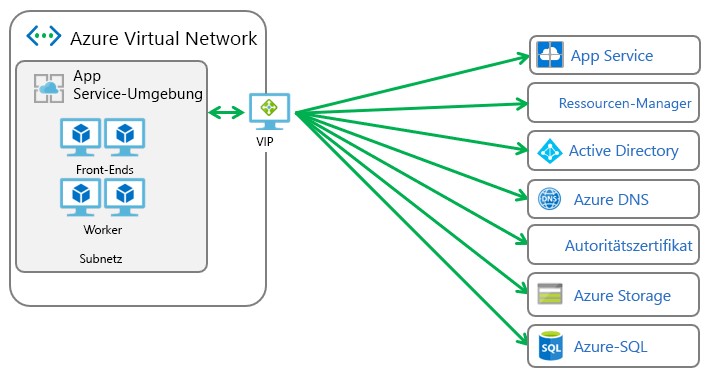 Azure Virtual Network
App
Service-Umgebung
Front-Ends
Worker
Subnetz
VIP
App Service
Ressourcen-Manager
Active Directory
DNS
Azure DNS
Autoritätszertifikat
Azure Storage
SQL
Azure-SQL